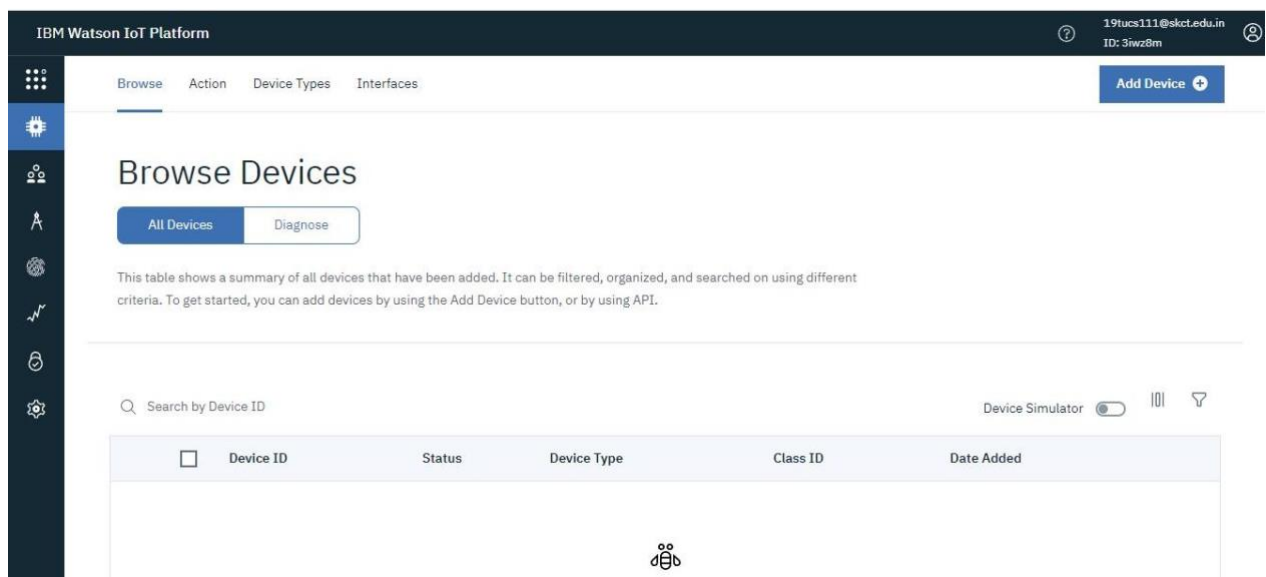 IBM Watson IoT Platform
19tucs111@skct.edu.in
ID: 3iwz8m
Browse Action Device Types Interfaces
Add Device
Browse Devices
All Devices Diagnose
This table shows a summary of all devices that have been added. It can be filtered, organized, and searched on using different
criteria. To get started, you can add devices by using the Add Device button, or by using API.
Search by Device ID
Device Simulator
Device ID Status Device Type Class ID Date Added